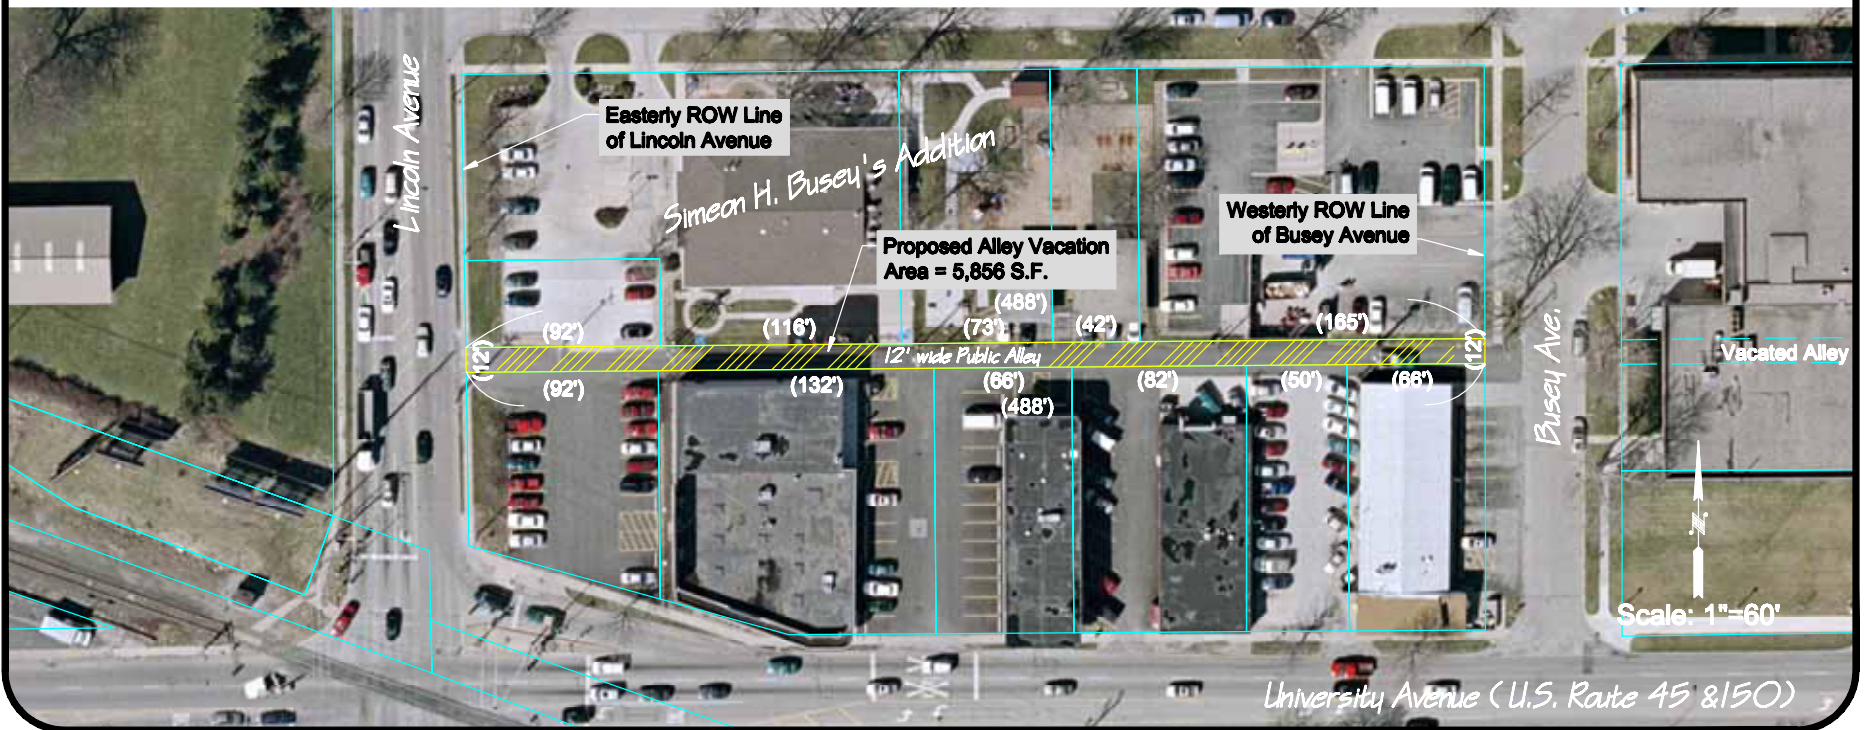 Lincoln Avenue
Easterly ROW Line
of Lincoln Avenue
Simeon H. Busey's Addition
Westerly ROW Line
of Busey Avenue
Proposed Alley Vacation
Area = 5,856 S.F.
(488')
(92')
(116')
(73')
(42')
(165')
(12')
12' wide Public Alley
(12')
Vacated Alley
(92')
(132')
(66')
(82')
(50')
(66')
(488')
Busey Ave.
N.
Scale: 1"=60'
University Avenue (U.S. Route 45 &150)